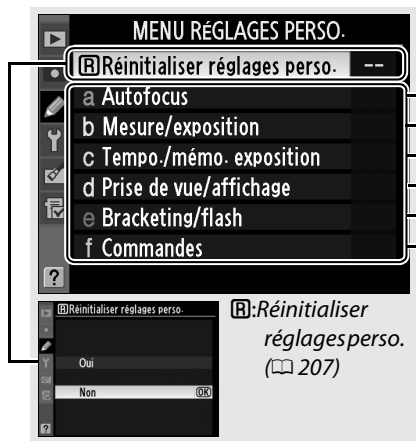 MENU RÉGLAGES PERSO.
RRéinitialiser réglages perso. --
a Autofocus
b Mesure/exposition
c Tempo./mémo. exposition
d Prise de vue/affichage
e Bracketing/flash
f Commandes
?
RRéinitialiser réglages perso.
Oui
Non OK
?
R:Réinitialiser
réglages perso.
(207)